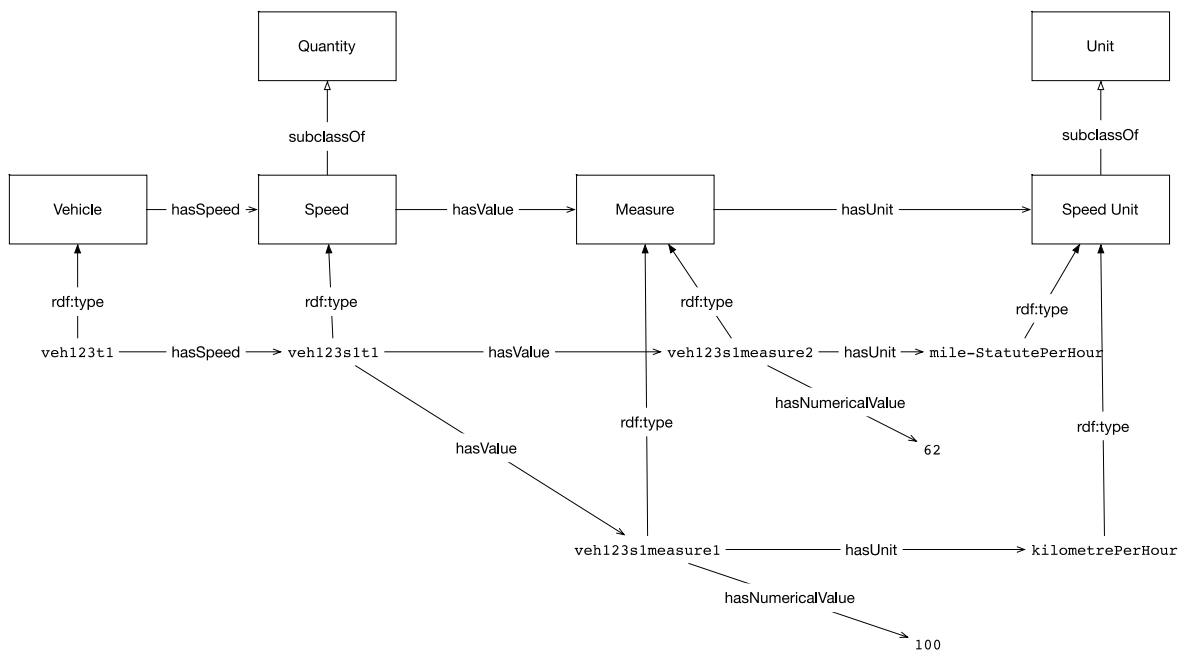 Quantity
Unit
subclassOf
subclassOf
Vehicle
hasSpeed
Speed
hasValue
Measure
hasUnit
Speed Unit
rdf:type
rdf:type
rdf:type
rdf:type
veh123t1
hasSpeed
veh123s1t1
hasValue
veh123s1measure2
hasUnit
mile-StatutePerHour
hasNumericalValue
rdf:type
rdf:type
hasValue
62
veh123s1measure1
hasUnit
kilometrePerHour
hasNumericalValue
100